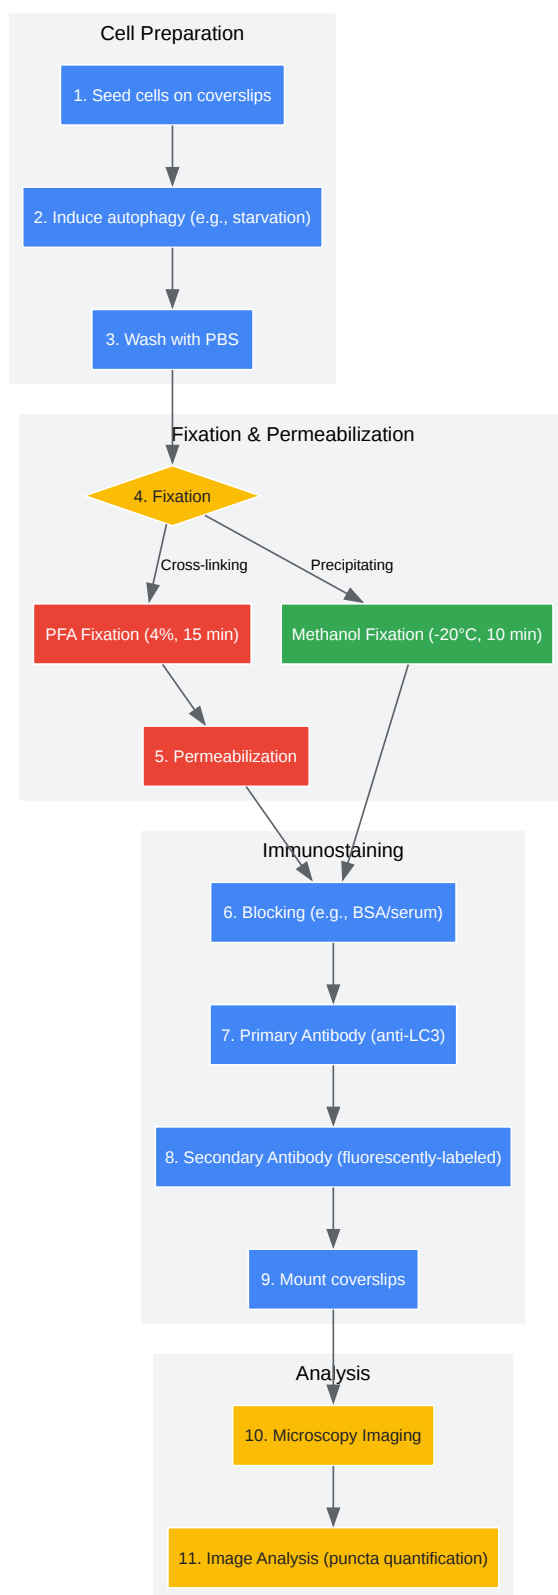 Cell Preparation
1. Seed cells on coverslips
2. Induce autophagy (e.g., starvation)
3. Wash with PBS
Fixation & Permeabilization
4. Fixation
Cross-linking
Precipitating
PFA Fixation (4%, 15 min)
Methanol Fixation (-20°C, 10 min)
5. Permeabilization
Immunostaining
6. Blocking (e.g., BSA/serum)
7. Primary Antibody (anti-LC3)
8. Secondary Antibody (fluorescently-labeled)
9. Mount coverslips
Analysis
10. Microscopy Imaging
11. Image Analysis (puncta quantification)